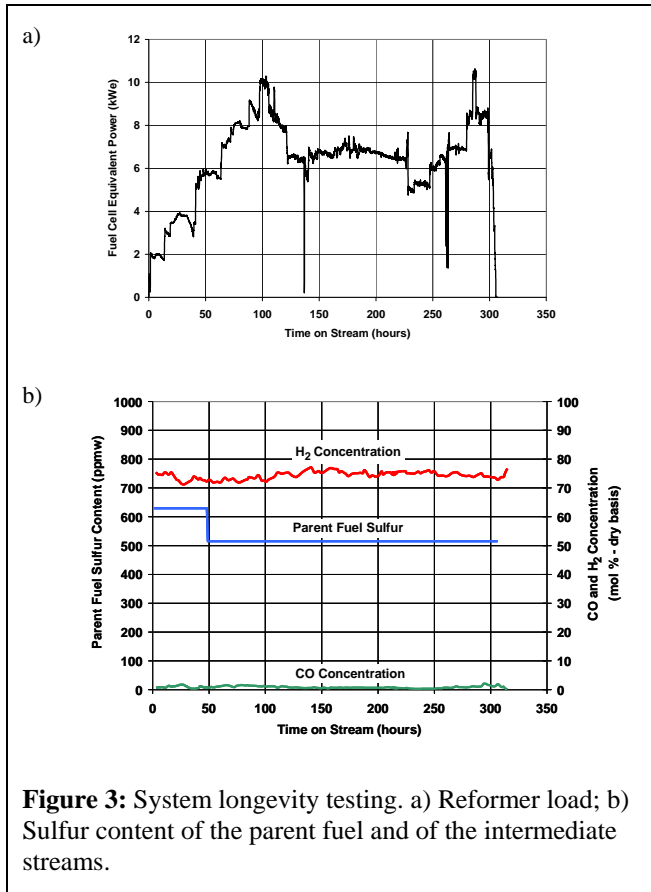 a)
Fuel Cell Equivalent Power (kWe)
12
10
8
6
4
2
0
0 50 100 150 200 250 300 350
Time on Stream (hours)
b)
Parent Fuel Sulfur Content (ppmw)
1000
900
800
700
600
500
400
300
200
100
0
H2 Concentration
Parent Fuel Sulfur
CO Concentration
100
90
80
70
60
50
40
30
20
10
0
CO and H2 Concentration
(mol % - dry basis)
0 50 100 150 200 250 300 350
Time on Stream (hours)
Figure 3: System longevity testing. a) Reformer load; b)
Sulfur content of the parent fuel and of the intermediate
streams.